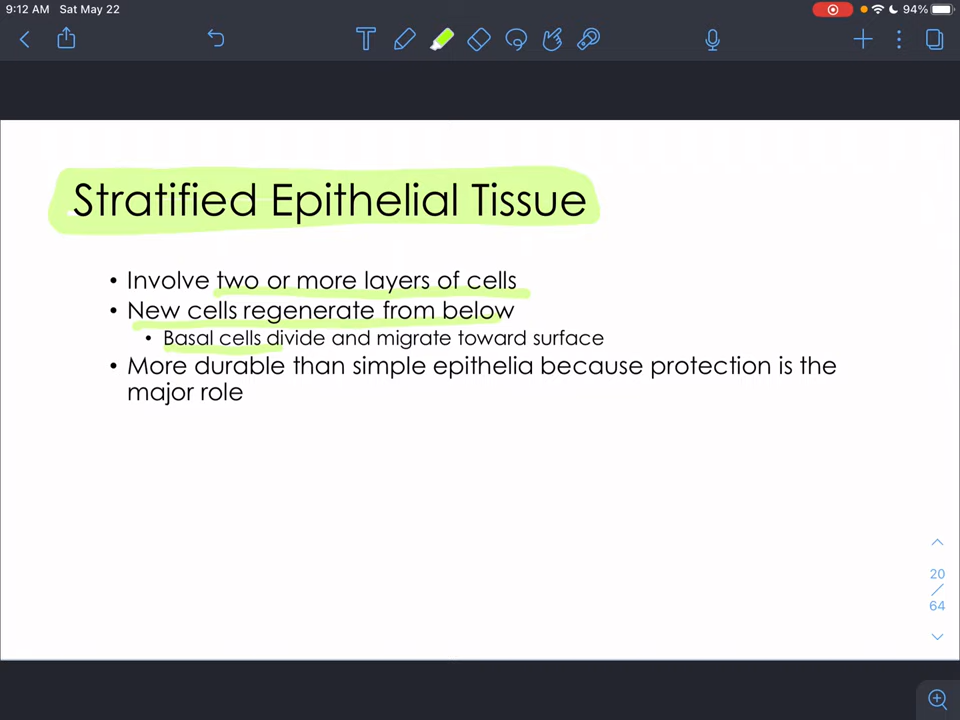 9:12 AM Sat May 22 94%
T
Stratified Epithelial Tissue
• Involve two or more layers of cells
• New cells regenerate from below
• Basal cells divide and migrate toward surface
• More durable than simple epithelia because protection is the
major role
20
/
64